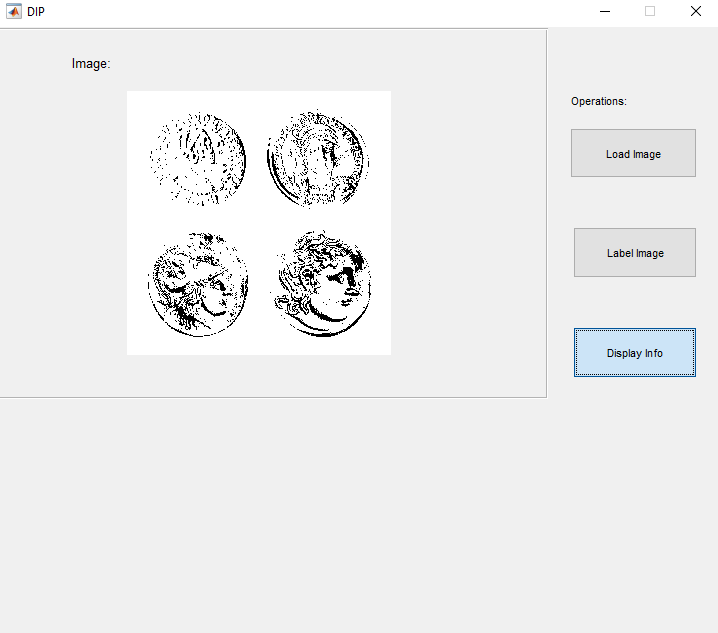 DIP
Image:
Operations:
Load Image
Label Image
Display Info